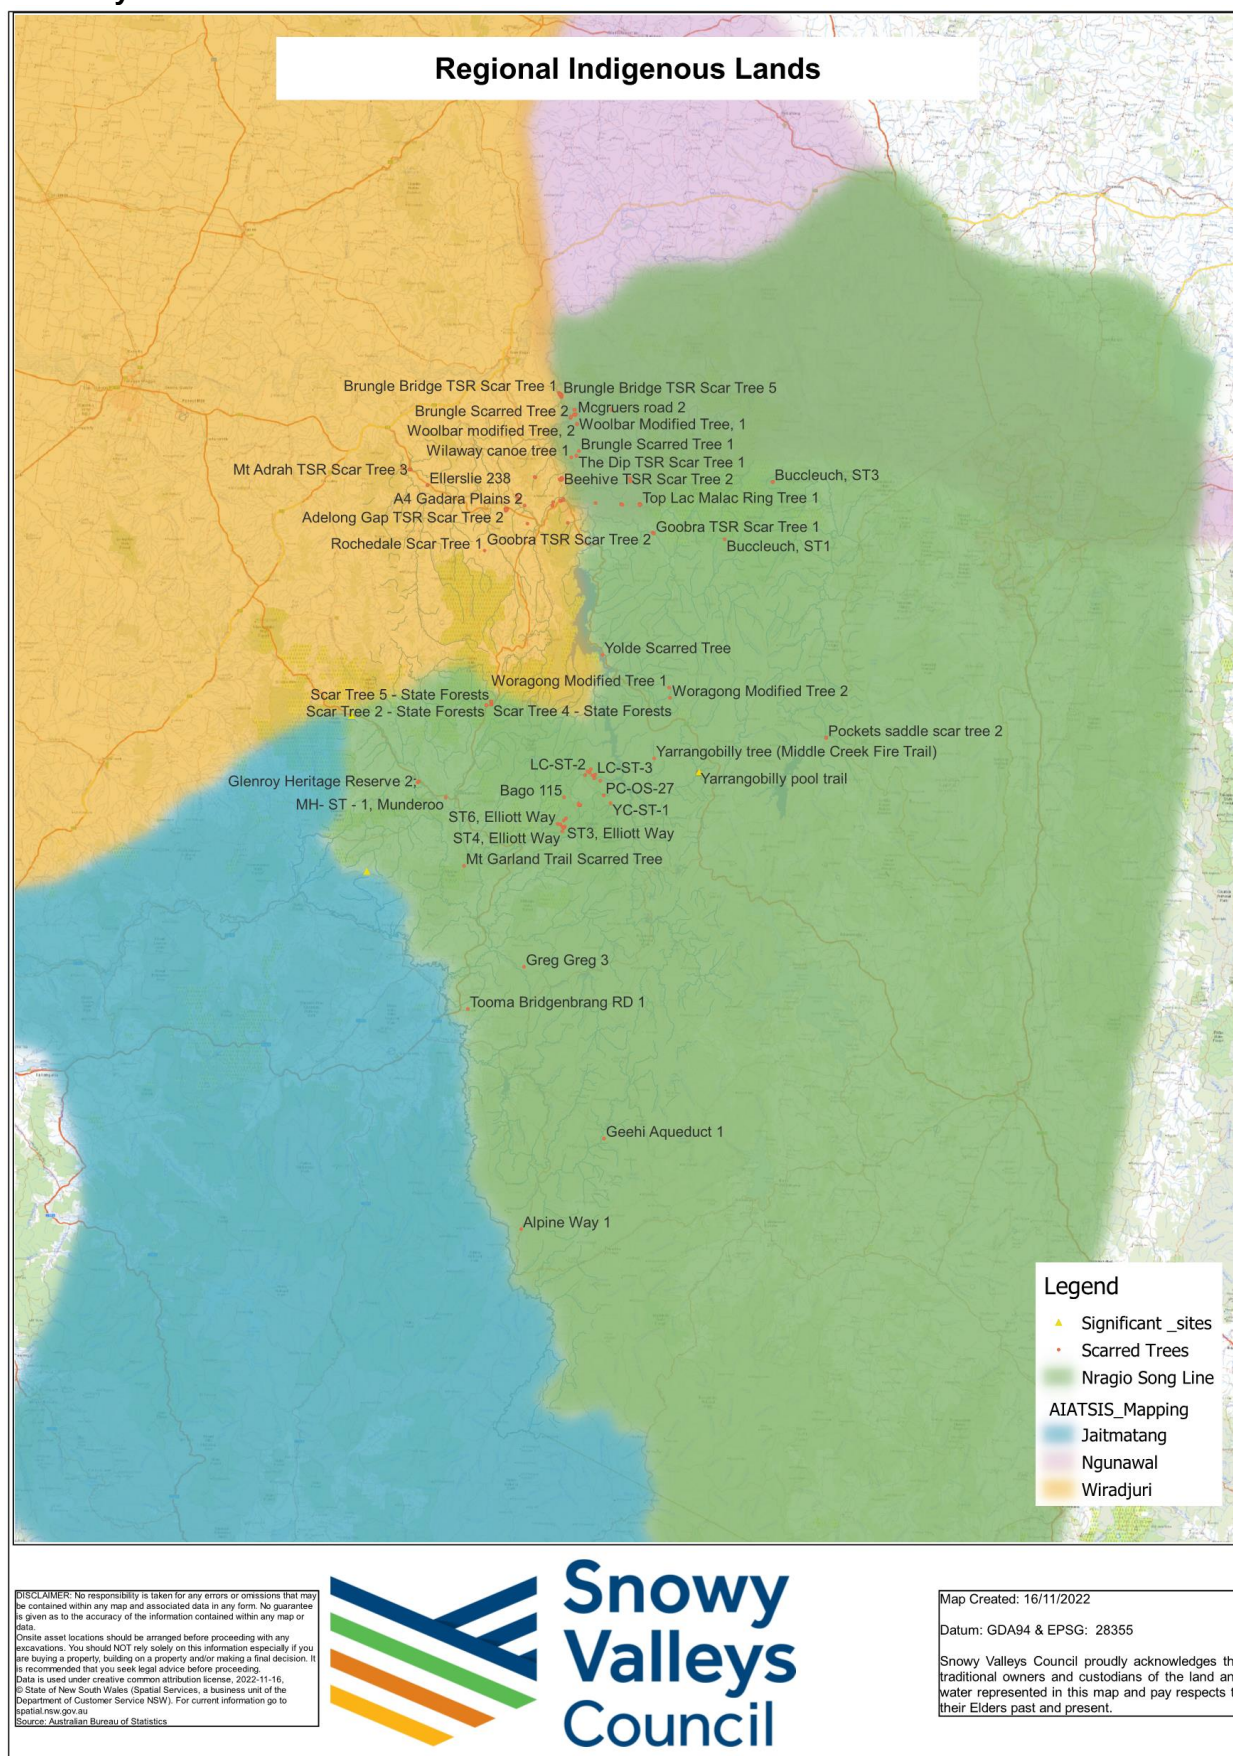 Regional Indigenous Lands
Brungle Bridge TSR Scar Tree 1
Brungle Bridge TSR Scar Tree 5
Brungle Scarred Tree 2
Mcgruers road 2
Woolbar modified Tree, 2
Woolbar Modified Tree, 1
Wilaway canoe tree 1
Brungle Scarred Tree 1
The Dip TSR Scar Tree 1
Mt Adrah TSR Scar Tree 3
Ellerslie 238
Beehive TSR Scar Tree 2
Buccleuch, ST3
A4 Gadara Plains 2
Top Lac Malac Ring Tree 1
Adelong Gap TSR Scar Tree 2
Goobra TSR Scar Tree 1
Rochedale Scar Tree 1
Goobra TSR Scar Tree 2
Buccleuch, ST1
Yolde Scarred Tree
Woragong Modified Tree 1
Woragong Modified Tree 2
Scar Tree 5 - State Forests
Scar Tree 2 - State Forests
Scar Tree 4 - State Forests
Pockets saddle scar tree 2
Yarrangobilly tree (Middle Creek Fire Trail)
LC-ST-2
LC-ST-3
Yarrangobilly pool trail
Glenroy Heritage Reserve 2;
Bago 115
PC-OS-27
MH- ST - 1, Munderoo
YC-ST-1
ST6, Elliott Way
ST4, Elliott Way
ST3, Elliott Way
Mt Garland Trail Scarred Tree
Greg Greg 3
Tooma Bridgenbrang RD 1
Geehi Aqueduct 1
Alpine Way 1
Legend
Significant _sites
Scarred Trees
Nragio Song Line
AIATSIS_Mapping
Jaitmatang
Ngunawal
Wiradjuri
DISCLAIMER: No responsibility is taken for any errors or omissions that may
be contained within any map and associated data in any form. No guarantee
is given as to the accuracy of the information contained within any map or
data.
Onsite asset locations should be arranged before proceeding with any
excavations. You should NOT rely solely on this information especially if you
are buying a property, building on a property and/or making a final decision. It
is recommended that you seek legal advice before proceeding.
Data is used under creative common attribution license, 2022-11-16,
© State of New South Wales (Spatial Services, a business unit of the
Department of Customer Service NSW). For current information go to
spatial.nsw.gov.au
Source: Australian Bureau of Statistics
Snowy
Valleys
Council
Map Created: 16/11/2022
Datum: GDA94 & EPSG: 28355
Snowy Valleys Council proudly acknowledges th
traditional owners and custodians of the land an
water represented in this map and pay respects t
their Elders past and present.